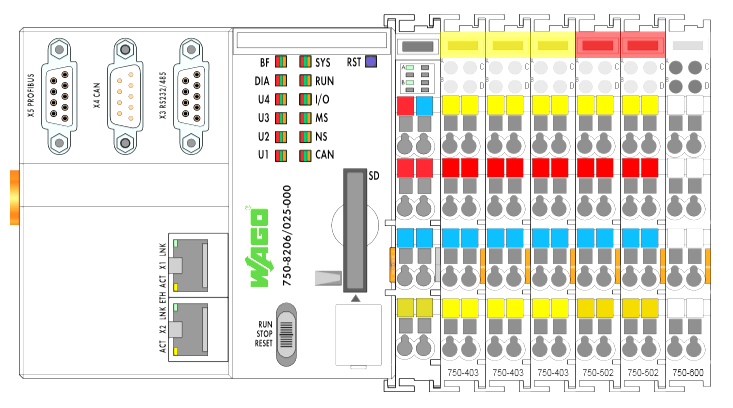 X5 PROFIBUS
X4 CAN
X3 RS232/485
BF SYS RST
DIA RUN
U4 I/O
U3 MS
U2 NS
U1 CAN
SD
WAGO
750-8206/025-000
ACT X1 LNK
ETH
ACT X2 LNK
RUN
STOP
RESET
A
B
C
D
C
D
C
D
C
D
C
D
C
D
750-403
750-403
750-403
750-502
750-502
750-600